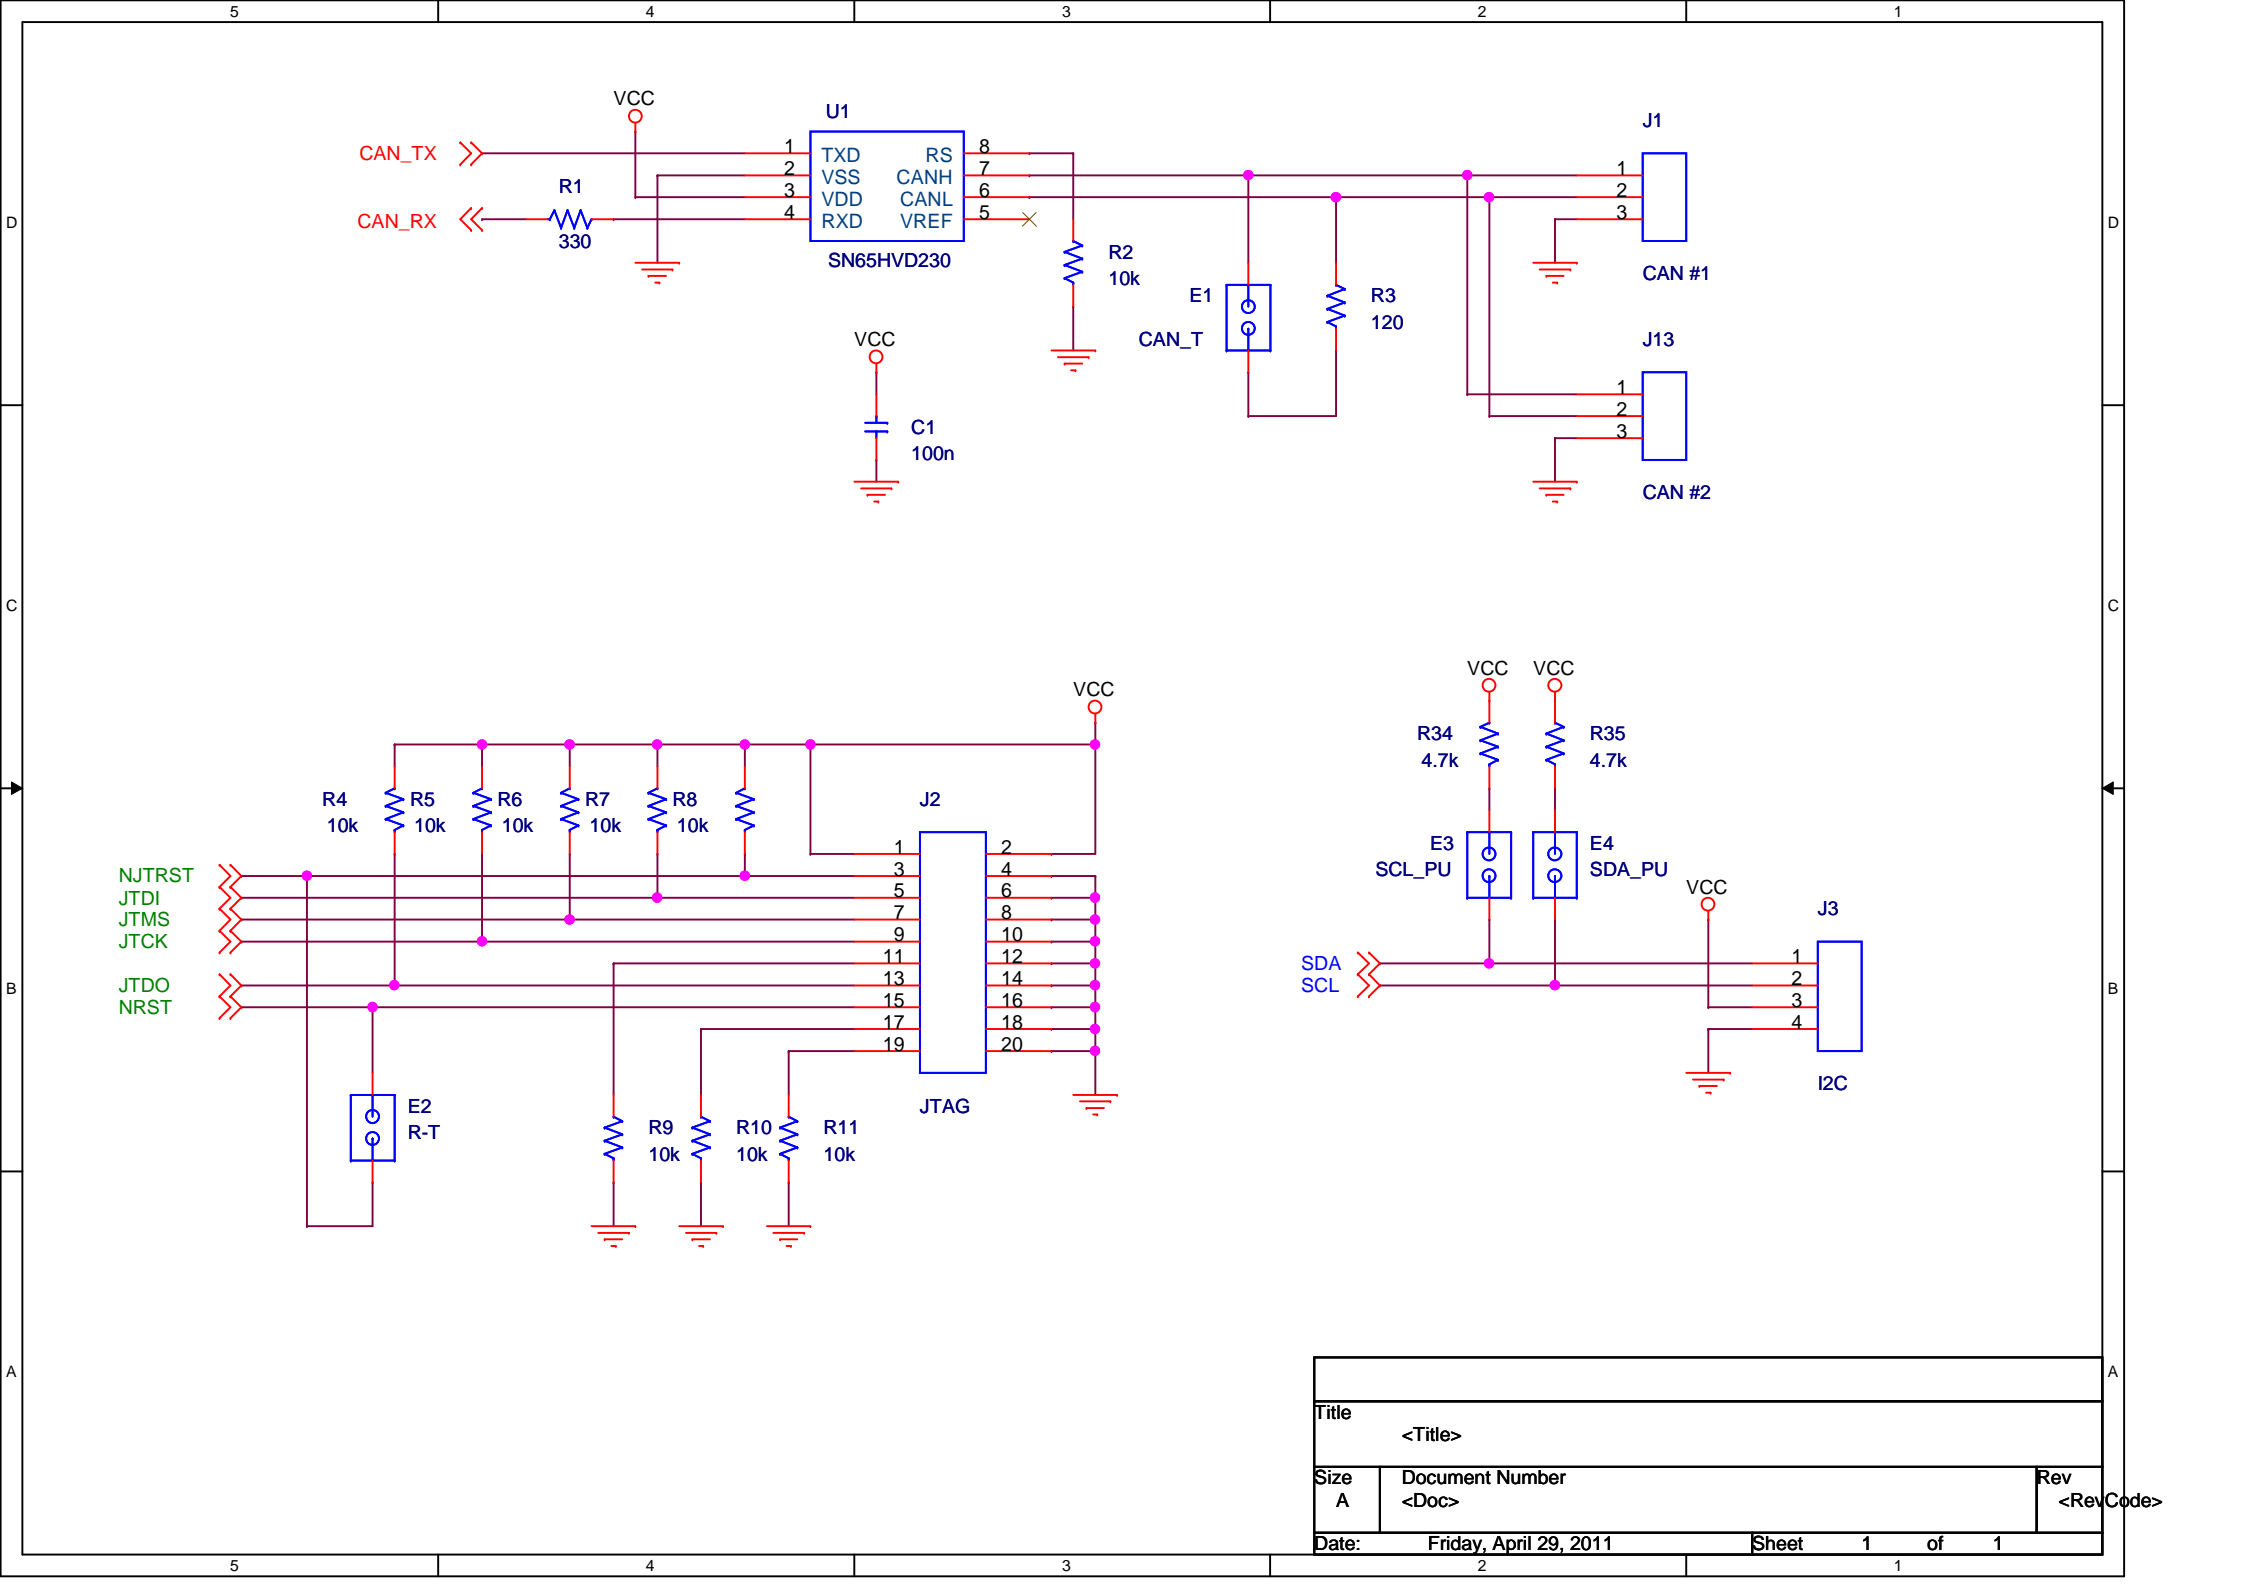 5 4 3 2 1
VCC
U1
J1
CAN_TX
1 TXD RS 8
2 VSS CANH 7
3 VDD CANL 6
4 RXD VREF 5
R1
330
CAN_RX
SN65HVD230
R2
10k
1
2
3
CAN #1
D D
E1
CAN_T
R3
120
VCC
C1
100n
J13
1
2
3
CAN #2
C C
VCC
VCC VCC
R34
4.7k
R35
4.7k
R4 R5 R6 R7 R8
10k 10k 10k 10k 10k
J2
E3
SCL_PU
E4
SDA_PU
NJTRST
JTDI
JTMS
JTCK
JTDO
NRST
1 2
3 4
5 6
7 8
9 10
11 12
13 14
15 16
17 18
19 20
JTAG
VCC
J3
SDA
SCL
1
2
3
4
I2C
B B
E2
R-T
R9 R10 R11
10k 10k 10k
A A
Title
<Title>
Size Document Number Rev
A <Doc> <RevCode>
Date: Friday, April 29, 2011 Sheet 1 of 1
5 4 3 2 1